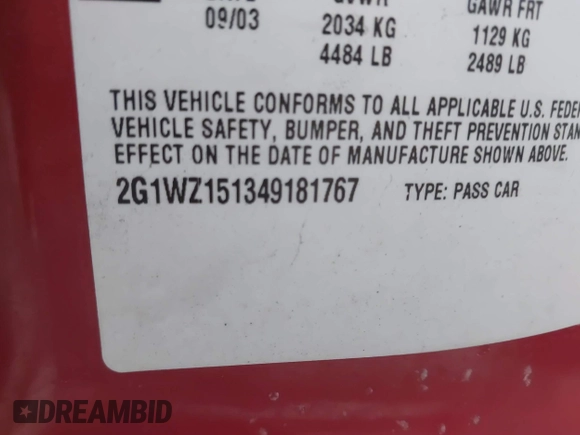 09/03 2034 KG 1129 KG
4484 LB 2489 LB
GAWR FRT
THIS VEHICLE CONFORMS TO ALL APPLICABLE U.S. FEDE
VEHICLE SAFETY, BUMPER, AND THEFT PREVENTION STAN
EFFECT ON THE DATE OF MANUFACTURE SHOWN ABOVE.
2G1WZ151349181767 TYPE: PASS CAR
DREAMBID